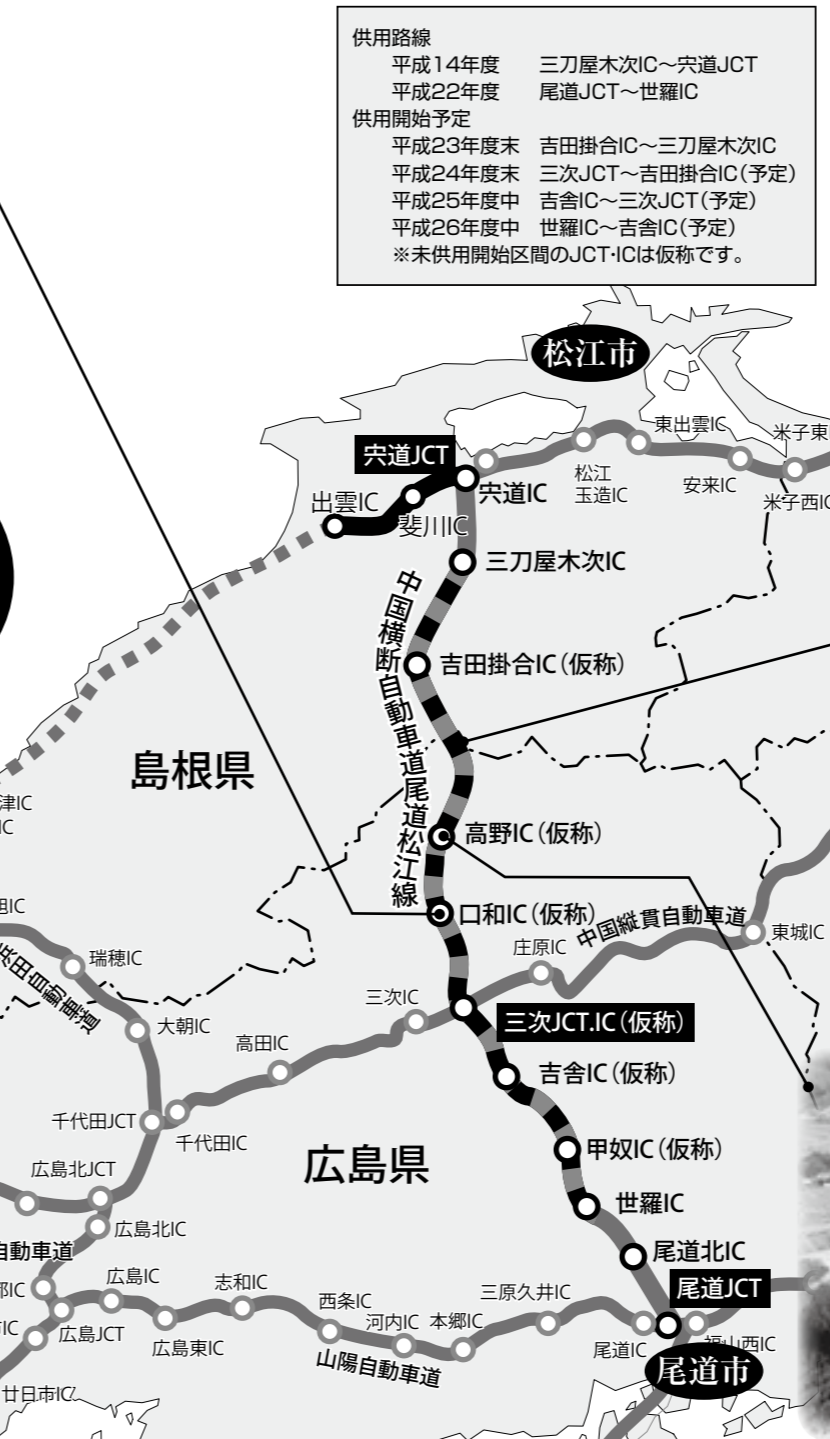 供用路線
平成14年度 三刀屋木次IC～宍道JCT
平成22年度 尾道JCT～世羅IC
供用開始予定
平成23年度末 吉田掛合IC～三刀屋木次IC
平成24年度末 三次JCT～吉田掛合IC(予定)
平成25年度中 吉舎IC～三次JCT(予定)
平成26年度中 世羅IC～吉舎IC(予定)
※未供用開始区間のJCT･ICは仮称です。
松江市
東出雲IC
米子東
宍道JCT
松江
玉造IC
安来IC
米子西IC
出雲IC
斐川IC
宍道IC
三刀屋木次IC
中国横断自動車道尾道松江線
吉田掛合IC(仮称)
島根県
津IC
IC
高野IC(仮称)
口和IC(仮称)
中国縦貫自動車道
東城IC
旭IC
庄原IC
瑞穂IC
浜田自動車道
三次IC
三次JCT.IC(仮称)
大朝IC
高田IC
吉舎IC(仮称)
千代田JCT
千代田IC
広島県
甲奴IC(仮称)
広島北JCT
世羅IC
広島北IC
自動車道
尾道北IC
広島IC
志和IC
三原久井IC
尾道JCT
西条IC
河内IC
本郷IC
IC
広島JCT
広島東IC
山陽自動車道
尾道IC
福山西IC
尾道市
廿日市IC